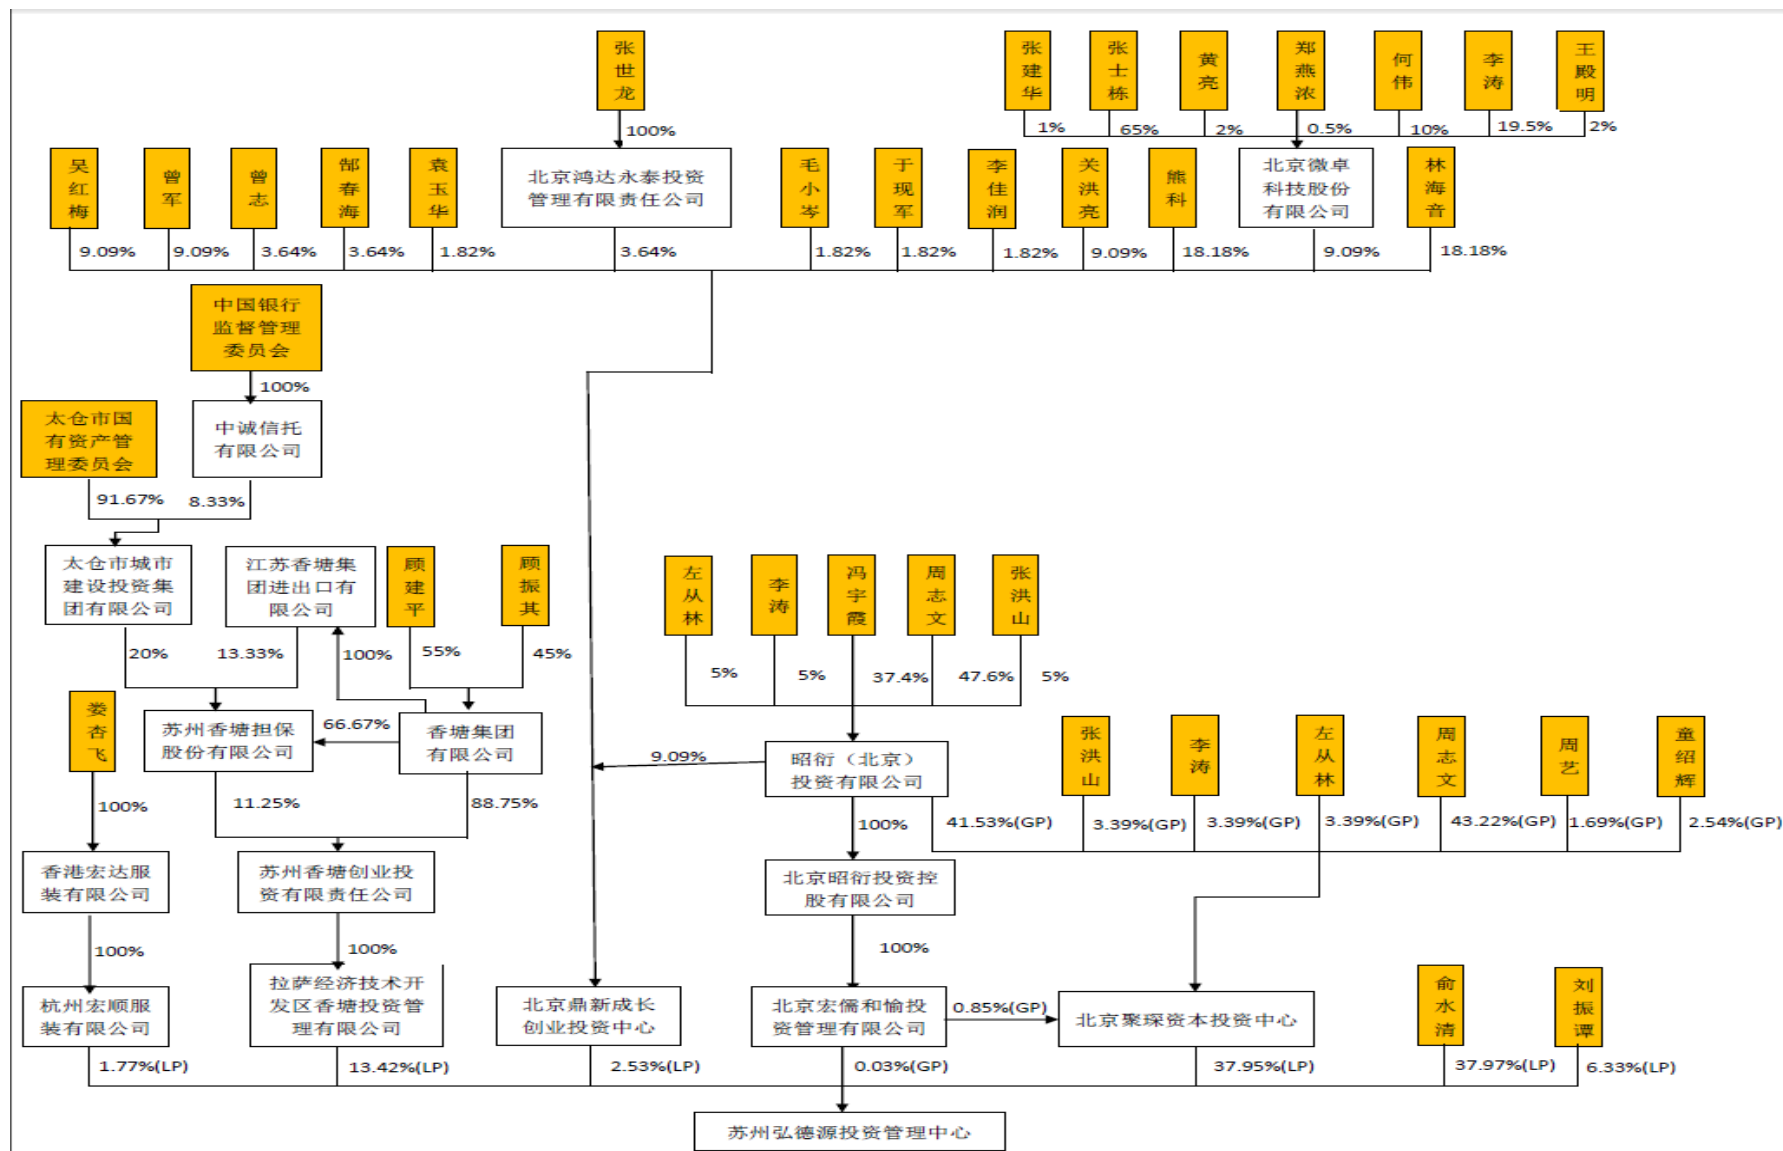 张世龙
张建华
张士栋
黄亮
郑燕浓
何伟
李涛
王殿明
100%
1%
65%
2%
0.5%
10%
19.5%
2%
吴红梅
曾军
曾志
郜春海
袁玉华
北京鸿达永泰投资
管理有限责任公司
毛小岑
于现军
李佳润
关洪亮
熊科
北京微卓
科技股份
有限公司
林海音
9.09%
9.09%
3.64%
3.64%
1.82%
3.64%
1.82%
1.82%
1.82%
9.09%
18.18%
9.09%
18.18%
中国银行
监督管理
委员会
100%
太仓市国
有资产管
理委员会
中诚信托
有限公司
91.67%
8.33%
太仓市城市
建设投资集
团有限公司
江苏香塘集
团进出口有
限公司
顾建平
顾振其
左从林
李涛
冯宇霞
周志文
张洪山
20%
13.33%
100%
55%
45%
5%
5%
37.4%
47.6%
5%
娄杏飞
苏州香塘担保
股份有限公司
66.67%
香塘集团
有限公司
9.09%
昭衍（北京）
投资有限公司
张洪山
李涛
左从林
周志文
周艺
童绍辉
100%
11.25%
88.75%
100%
41.53%(GP)
3.39%(GP)
3.39%(GP)
3.39%(GP)
43.22%(GP)
1.69%(GP)
2.54%(GP)
香港宏达服
装有限公司
苏州香塘创业投
资有限责任公司
北京昭衍投资控
股有限公司
100%
100%
100%
杭州宏顺服
装有限公司
拉萨经济技术开
发区香塘投资管
理有限公司
北京鼎新成长
创业投资中心
北京宏儒和愉投
资管理有限公司
0.85%(GP)
北京聚琛资本投资中心
俞水清
刘振谭
1.77%(LP)
13.42%(LP)
2.53%(LP)
0.03%(GP)
37.95%(LP)
37.97%(LP)
6.33%(LP)
苏州弘德源投资管理中心